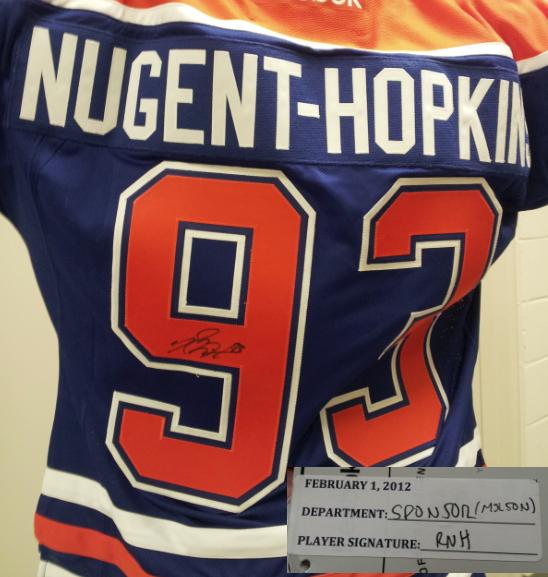 NUGENT-HOPKINS
93
FEBRUARY 1, 2012
DEPARTMENT: SPONSOR (MOLSON)
PLAYER SIGNATURE: RNH